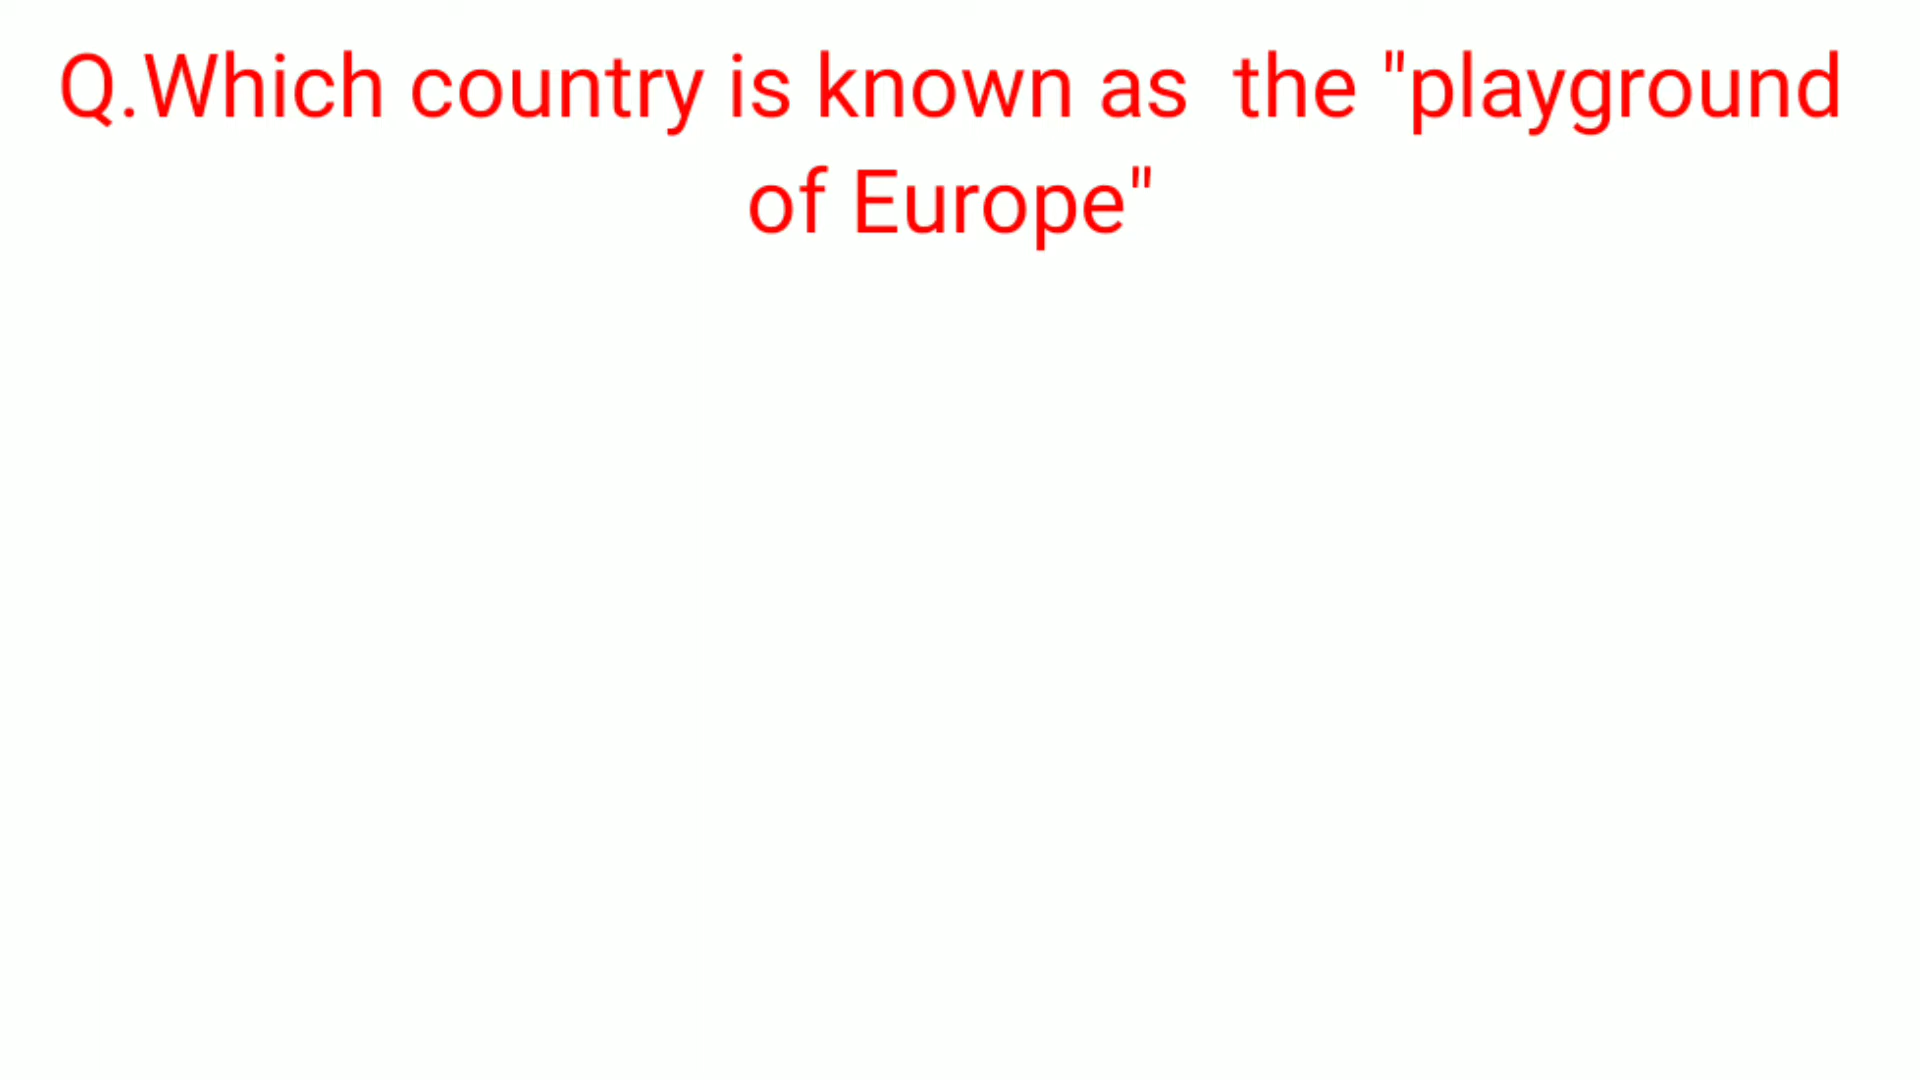 Q.Which country is known as  the "playground
of Europe"